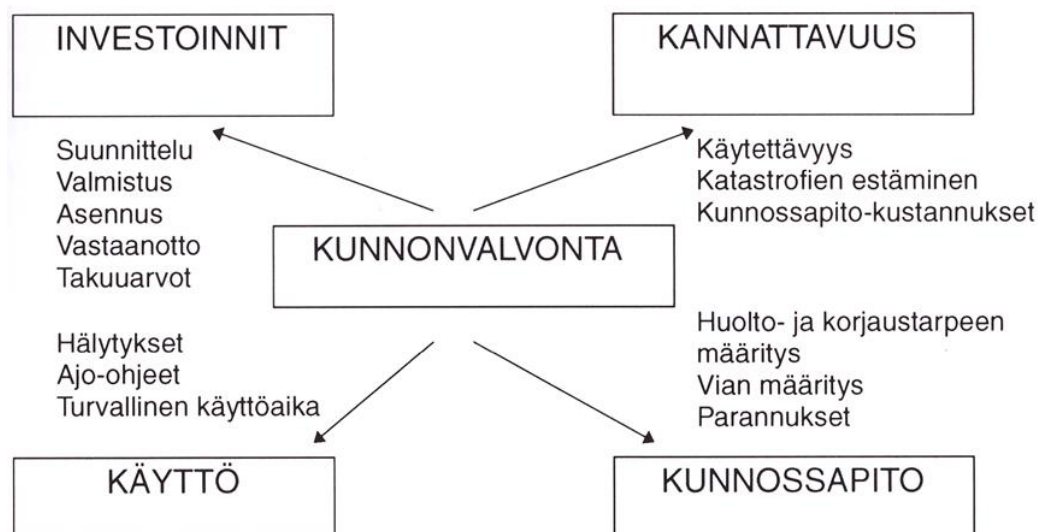 INVESTOINNIT
KANNATTAVUUS
Suunnittelu
Valmistus
Asennus
Vastaanotto
Takuuarvot
Käytettävyys
Katastrofien estäminen
Kunnossapito-kustannukset
KUNNONVALVONTA
Hälytykset
Ajo-ohjeet
Turvallinen käyttöaika
Huolto- ja korjaustarpeen
määritys
Vian määritys
Parannukset
KÄYTTÖ
KUNNOSSAPITO